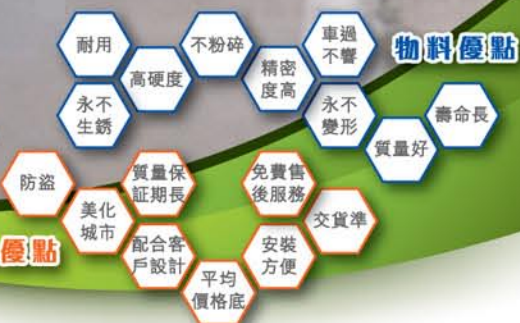 耐用
不粉碎
車過
不響
物料優點
高硬度
精密
度高
永不
生銹
永不
變形
壽命長
質量好
防盜
質量保
証期長
免費售
後服務
美化
城市
交貨準
優點
配合客
戶設計
安裝
方便
平均
價格底